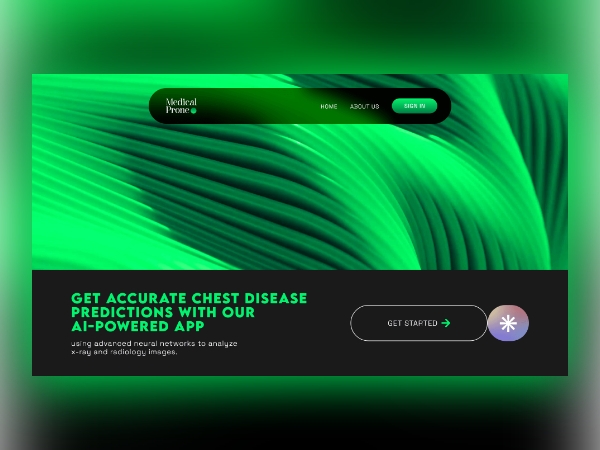 Medical
Prone
HOME
ABOUT US
SIGN IN
GET ACCURATE CHEST DISEASE
PREDICTIONS WITH OUR
AI-POWERED APP
using advanced neural networks to analyze
x-ray and radiology images.
GET STARTED